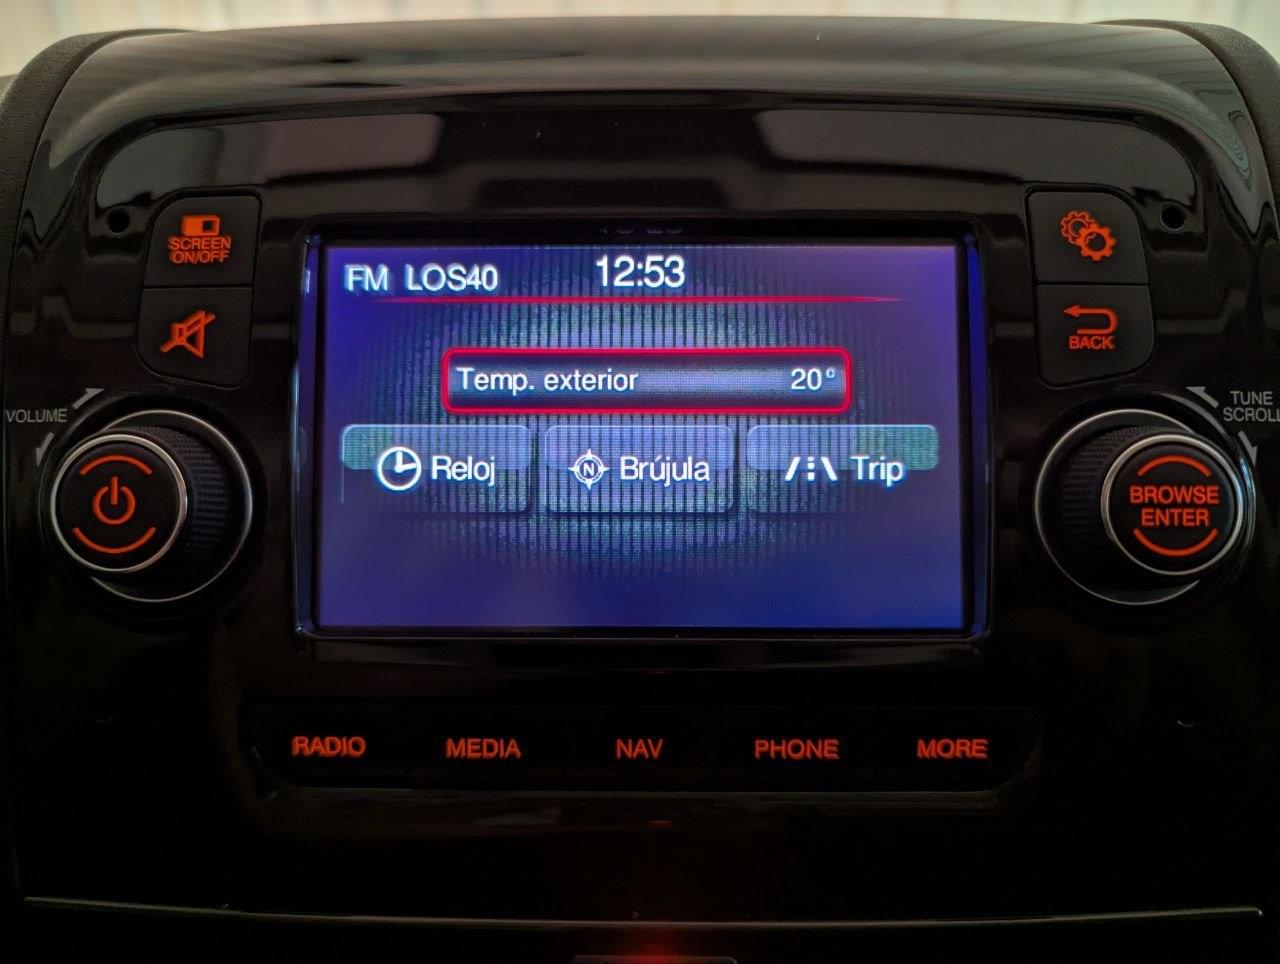 SCREEN
ON/OFF
FM LOS40 12:53
BACK
Temp. exterior 20°
VOLUME
TUNE
SCROLL
N
Reloj
Brújula
Trip
BROWSE
ENTER
RADIO
MEDIA
NAV
PHONE
MORE